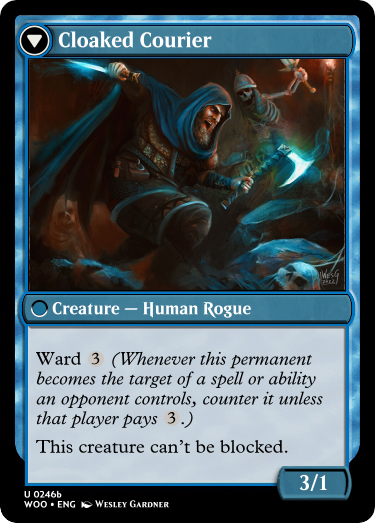 Cloaked Courier
WESG
2022
Creature — Human Rogue
Ward 3 (Whenever this permanent
becomes the target of a spell or ability
an opponent controls, counter it unless
that player pays 3.)
This creature can't be blocked.
3/1
U 0246b
WOO • ENG Wesley Gardner